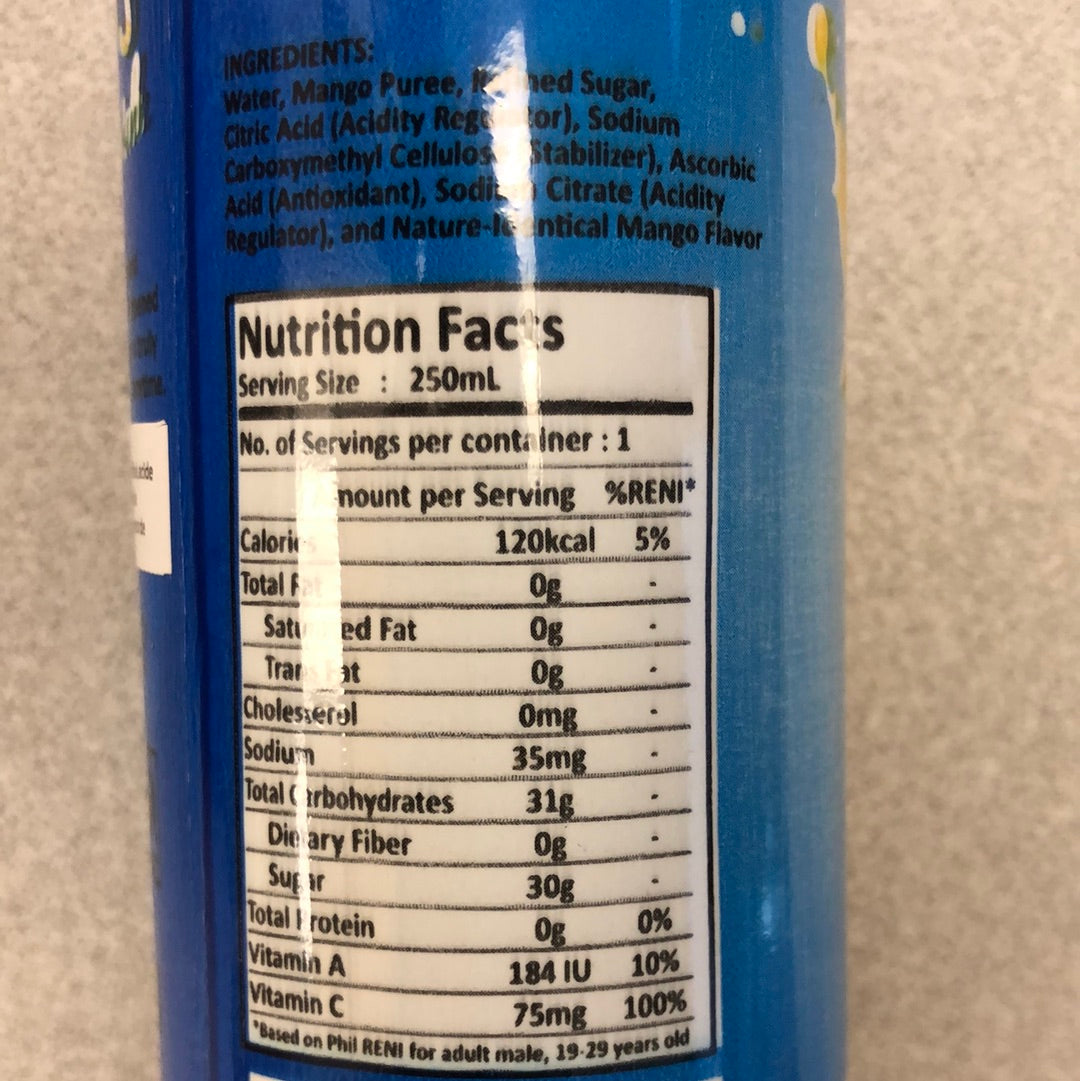 INGREDIENTS:
Water, Mango Puree, Refined Sugar,
Citric Acid (Acidity Regulator), Sodium
Carboxymethyl Cellulose (Stabilizer), Ascorbic
Acid (Antioxidant), Sodium Citrate (Acidity
Regulator), and Nature-Identical Mango Flavor
Nutrition Facts
Serving Size : 250mL
No. of Servings per container : 1
Amount per Serving %RENI*
Calories 120kcal 5%
Total Fat 0g -
Saturated Fat 0g -
Trans Fat 0g -
Cholesterol 0mg -
Sodium 35mg -
Total Carbohydrates 31g -
Dietary Fiber 0g -
Sugar 30g -
Total Protein 0g 0%
Vitamin A 184 IU 10%
Vitamin C 75mg 100%
*Based on Phil RENI for adult male, 19-29 years old